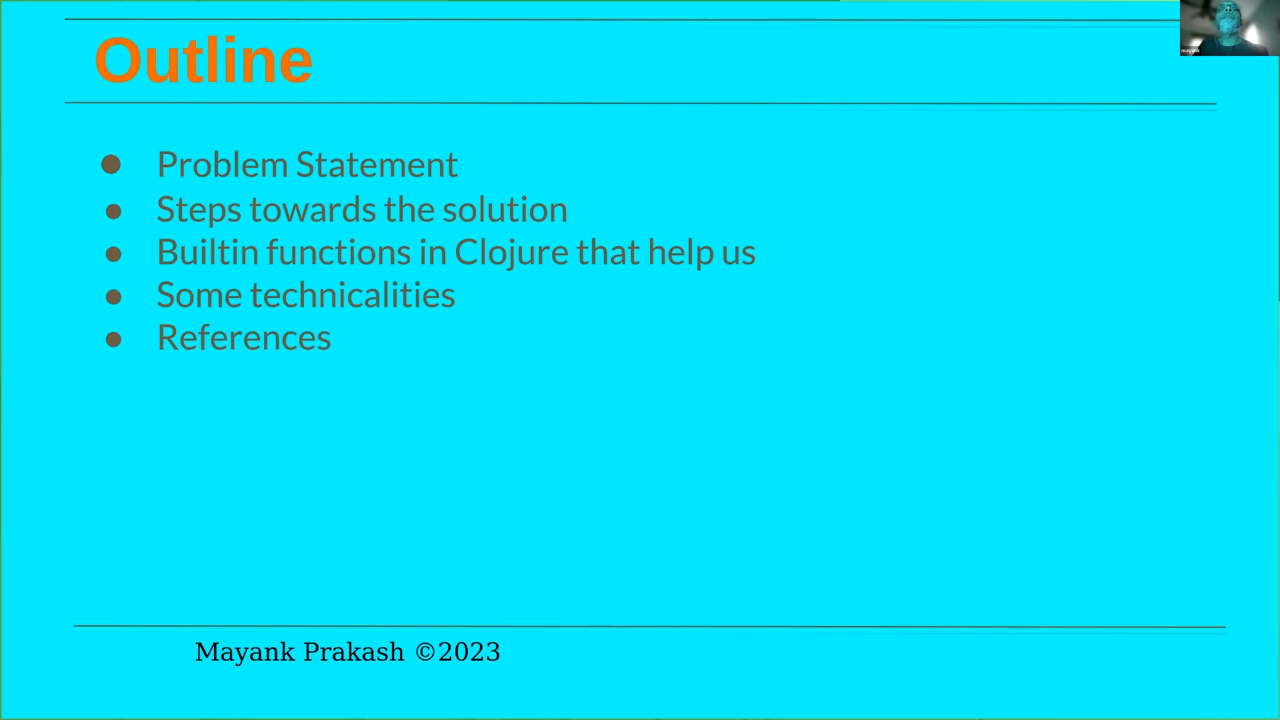 Outline
mayank
Problem Statement
Steps towards the solution
Builtin functions in Clojure that help us
Some technicalities
References
Mayank Prakash ©2023